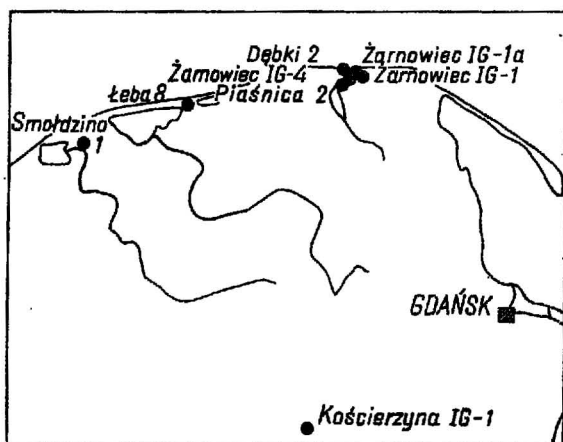 Dębki 2 Żarnowiec IG-1a
Żarnowiec IG-4 Żarnowiec IG-1
Łeba 8 Piaśnica 2
Smołdzino 1
GDAŃSK
Kościerzyna IG-1